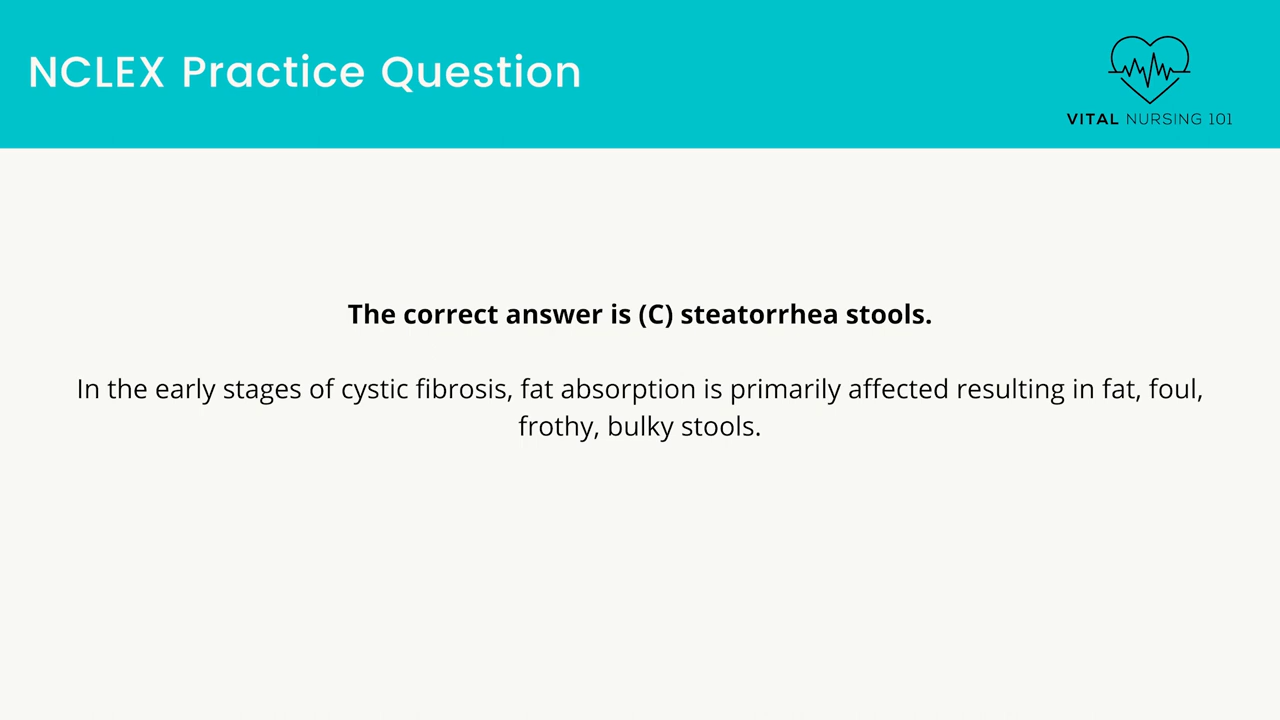 NCLEX Practice Question
VITAL NURSING 101
The correct answer is (C) steatorrhea stools.
In the early stages of cystic fibrosis, fat absorption is primarily affected resulting in fat, foul,
frothy, bulky stools.